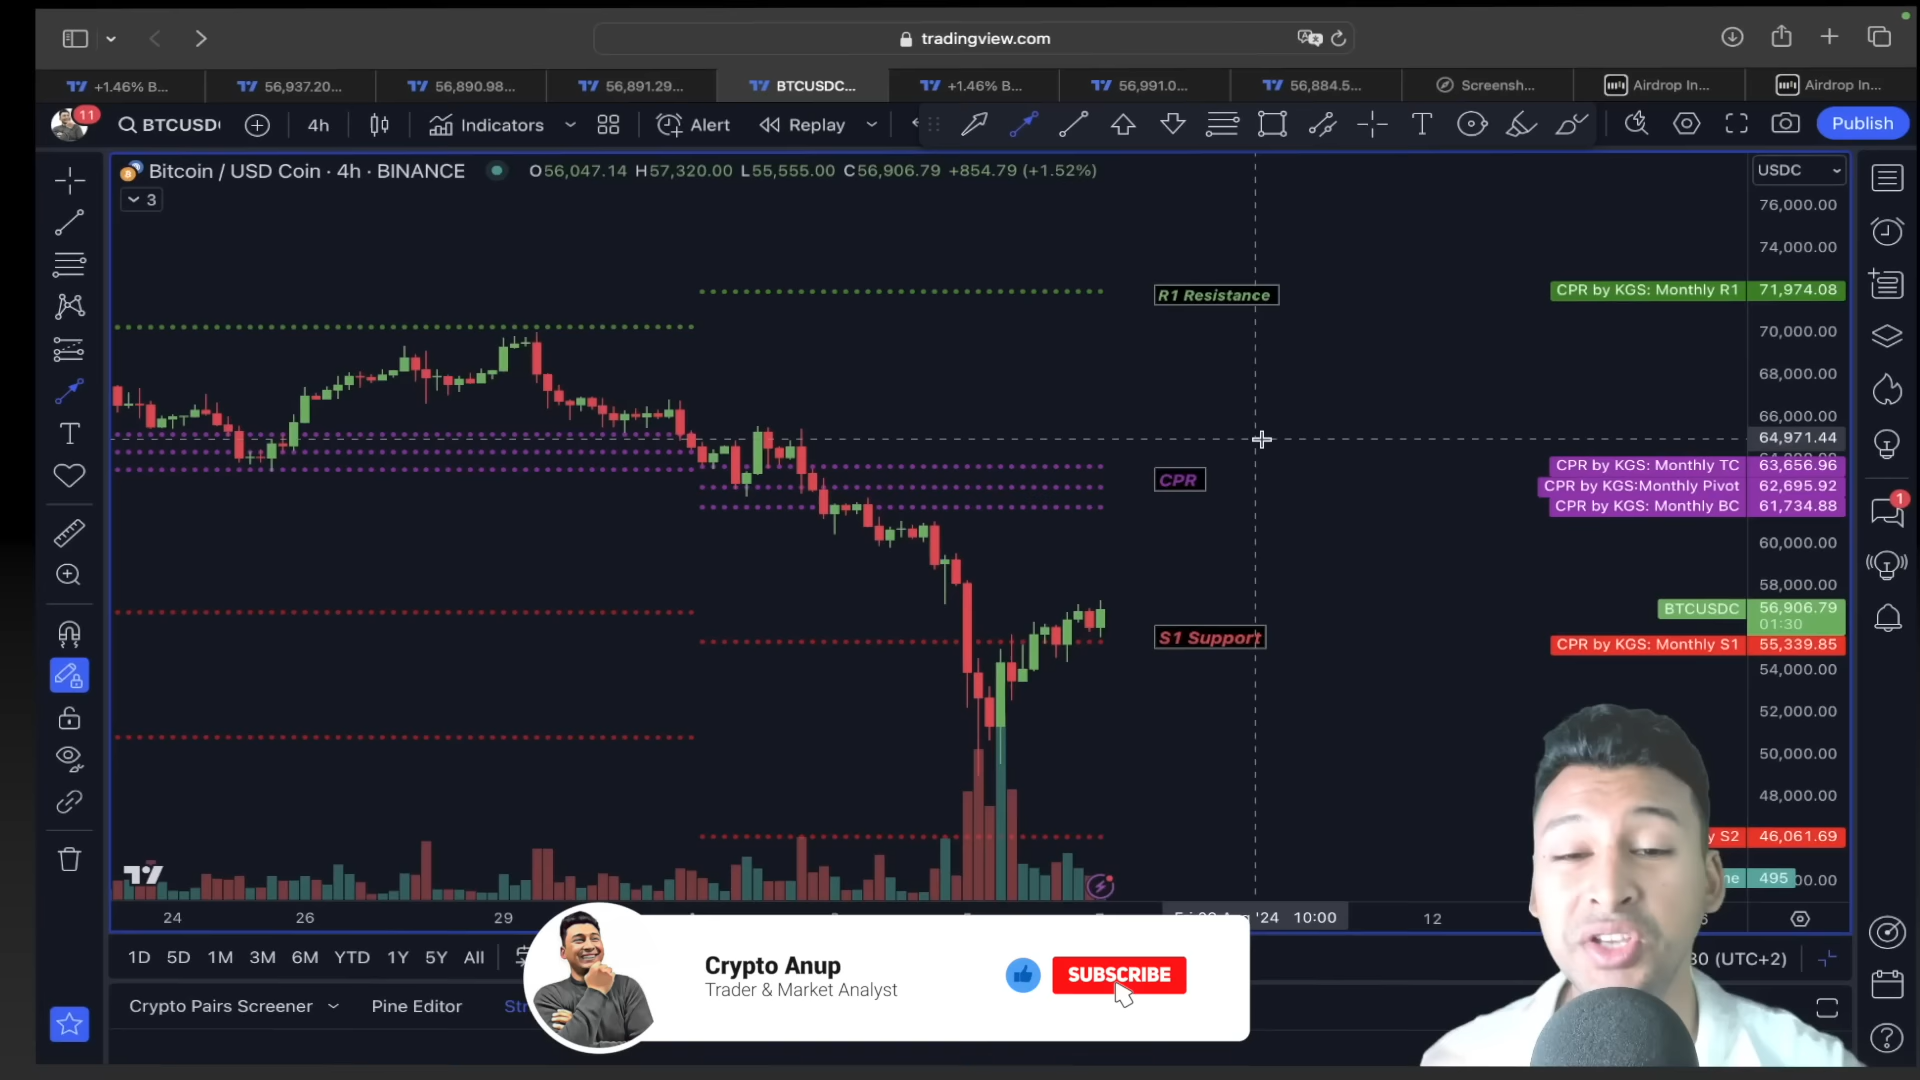 tradingview.com
+1.46% B...
56,937.20...
56,890.98...
56,891.29...
BTCUSDC...
+1.46% B...
56,991.0...
56,884.5...
Screensh...
Airdrop In...
Airdrop In...
11
BTCUSD
4h
Indicators
Alert
Replay
Publish
Bitcoin / USD Coin · 4h · BINANCE
O56,047.14 H57,320.00 L55,555.00 C56,906.79 +854.79 (+1.52%)
USDC
3
76,000.00
74,000.00
R1 Resistance
CPR by KGS: Monthly R1 71,974.08
70,000.00
68,000.00
66,000.00
64,971.44
CPR by KGS: Monthly TC 63,656.96
CPR
CPR by KGS:Monthly Pivot 62,695.92
CPR by KGS: Monthly BC 61,734.88
1
60,000.00
58,000.00
BTCUSDC 56,906.79
01:30
S1 Support
CPR by KGS: Monthly S1 55,339.85
54,000.00
52,000.00
50,000.00
48,000.00
S2 46,061.69
495
24
26
29
Aug '24 10:00
12
1D 5D 1M 3M 6M YTD 1Y 5Y All
(UTC+2)
Crypto Anup
Trader & Market Analyst
SUBSCRIBE
Crypto Pairs Screener
Pine Editor